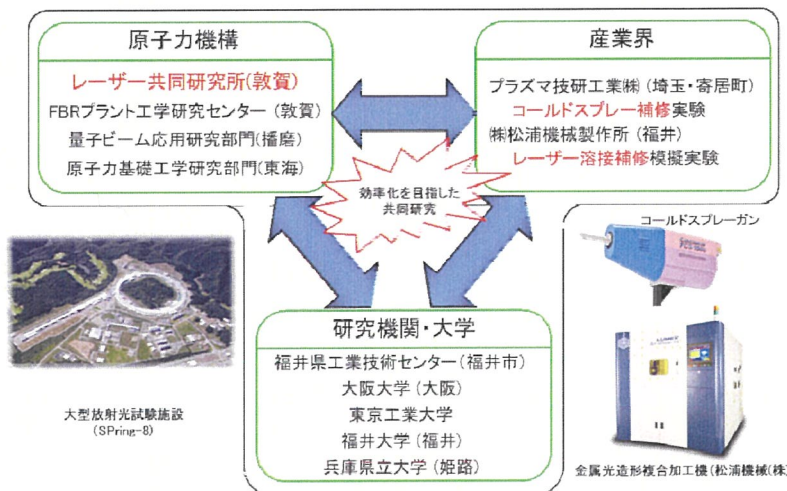 原子力機構
レーザー共同研究所(敦賀)
FBRプラント工学研究センター(敦賀)
量子ビーム応用研究部門(播磨)
原子力基礎工学研究部門(東海)
産業界
プラズマ技研工業㈱(埼玉・寄居町)
コールドスプレー補修実験
㈱松浦機械製作所(福井)
レーザー溶接補修模擬実験
効率化を目指した
共同研究
コールドスプレーガン
大型放射光試験施設
(SPring-8)
研究機関・大学
福井県工業技術センター(福井市)
大阪大学(大阪)
東京工業大学
福井大学(福井)
兵庫県立大学(姫路)
金属光造形複合加工機(松浦機械(株)